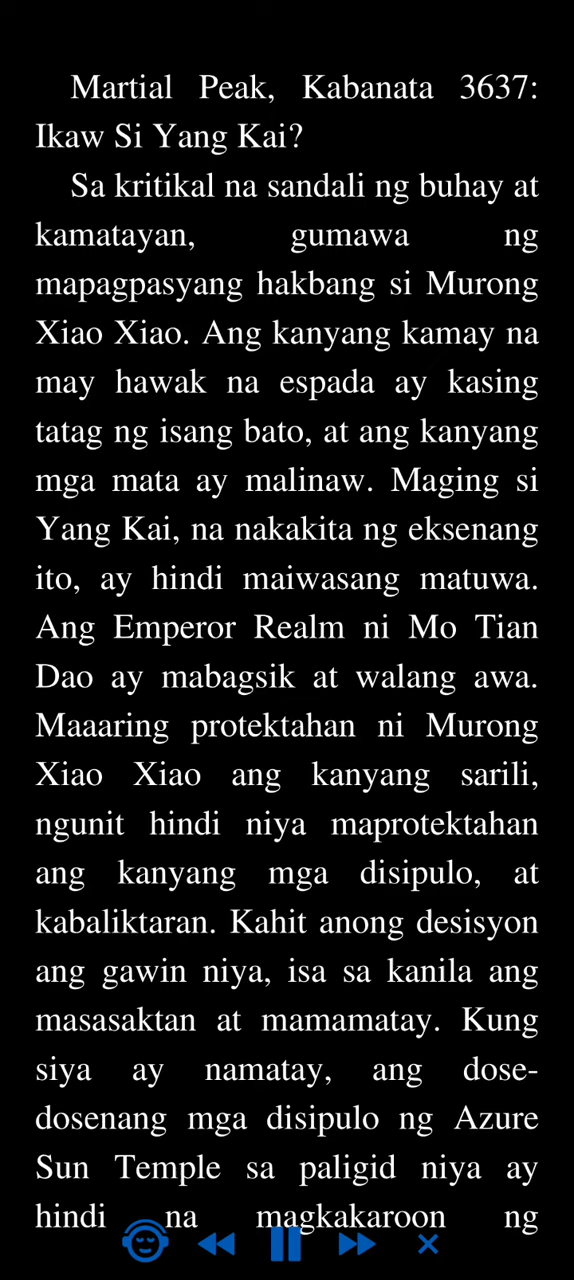 Martial Peak, Kabanata 3637:
Ikaw Si Yang Kai?
Sa kritikal na sandali ng buhay at
kamatayan, gumawa ng
mapagpasyang hakbang si Murong
Xiao Xiao. Ang kanyang kamay na
may hawak na espada ay kasing
tatag ng isang bato, at ang kanyang
mga mata ay malinaw. Maging si
Yang Kai, na nakakita ng eksenang
ito, ay hindi maiwasang matuwa.
Ang Emperor Realm ni Mo Tian
Dao ay mabagsik at walang awa.
Maaaring protektahan ni Murong
Xiao Xiao ang kanyang sarili,
ngunit hindi niya maprotektahan
ang kanyang mga disipulo, at
kabaliktaran. Kahit anong desisyon
ang gawin niya, isa sa kanila ang
masasaktan at mamamatay. Kung
siya ay namatay, ang dose-
dosenang mga disipulo ng Azure
Sun Temple sa paligid niya ay
hindi na magkakaroon ng